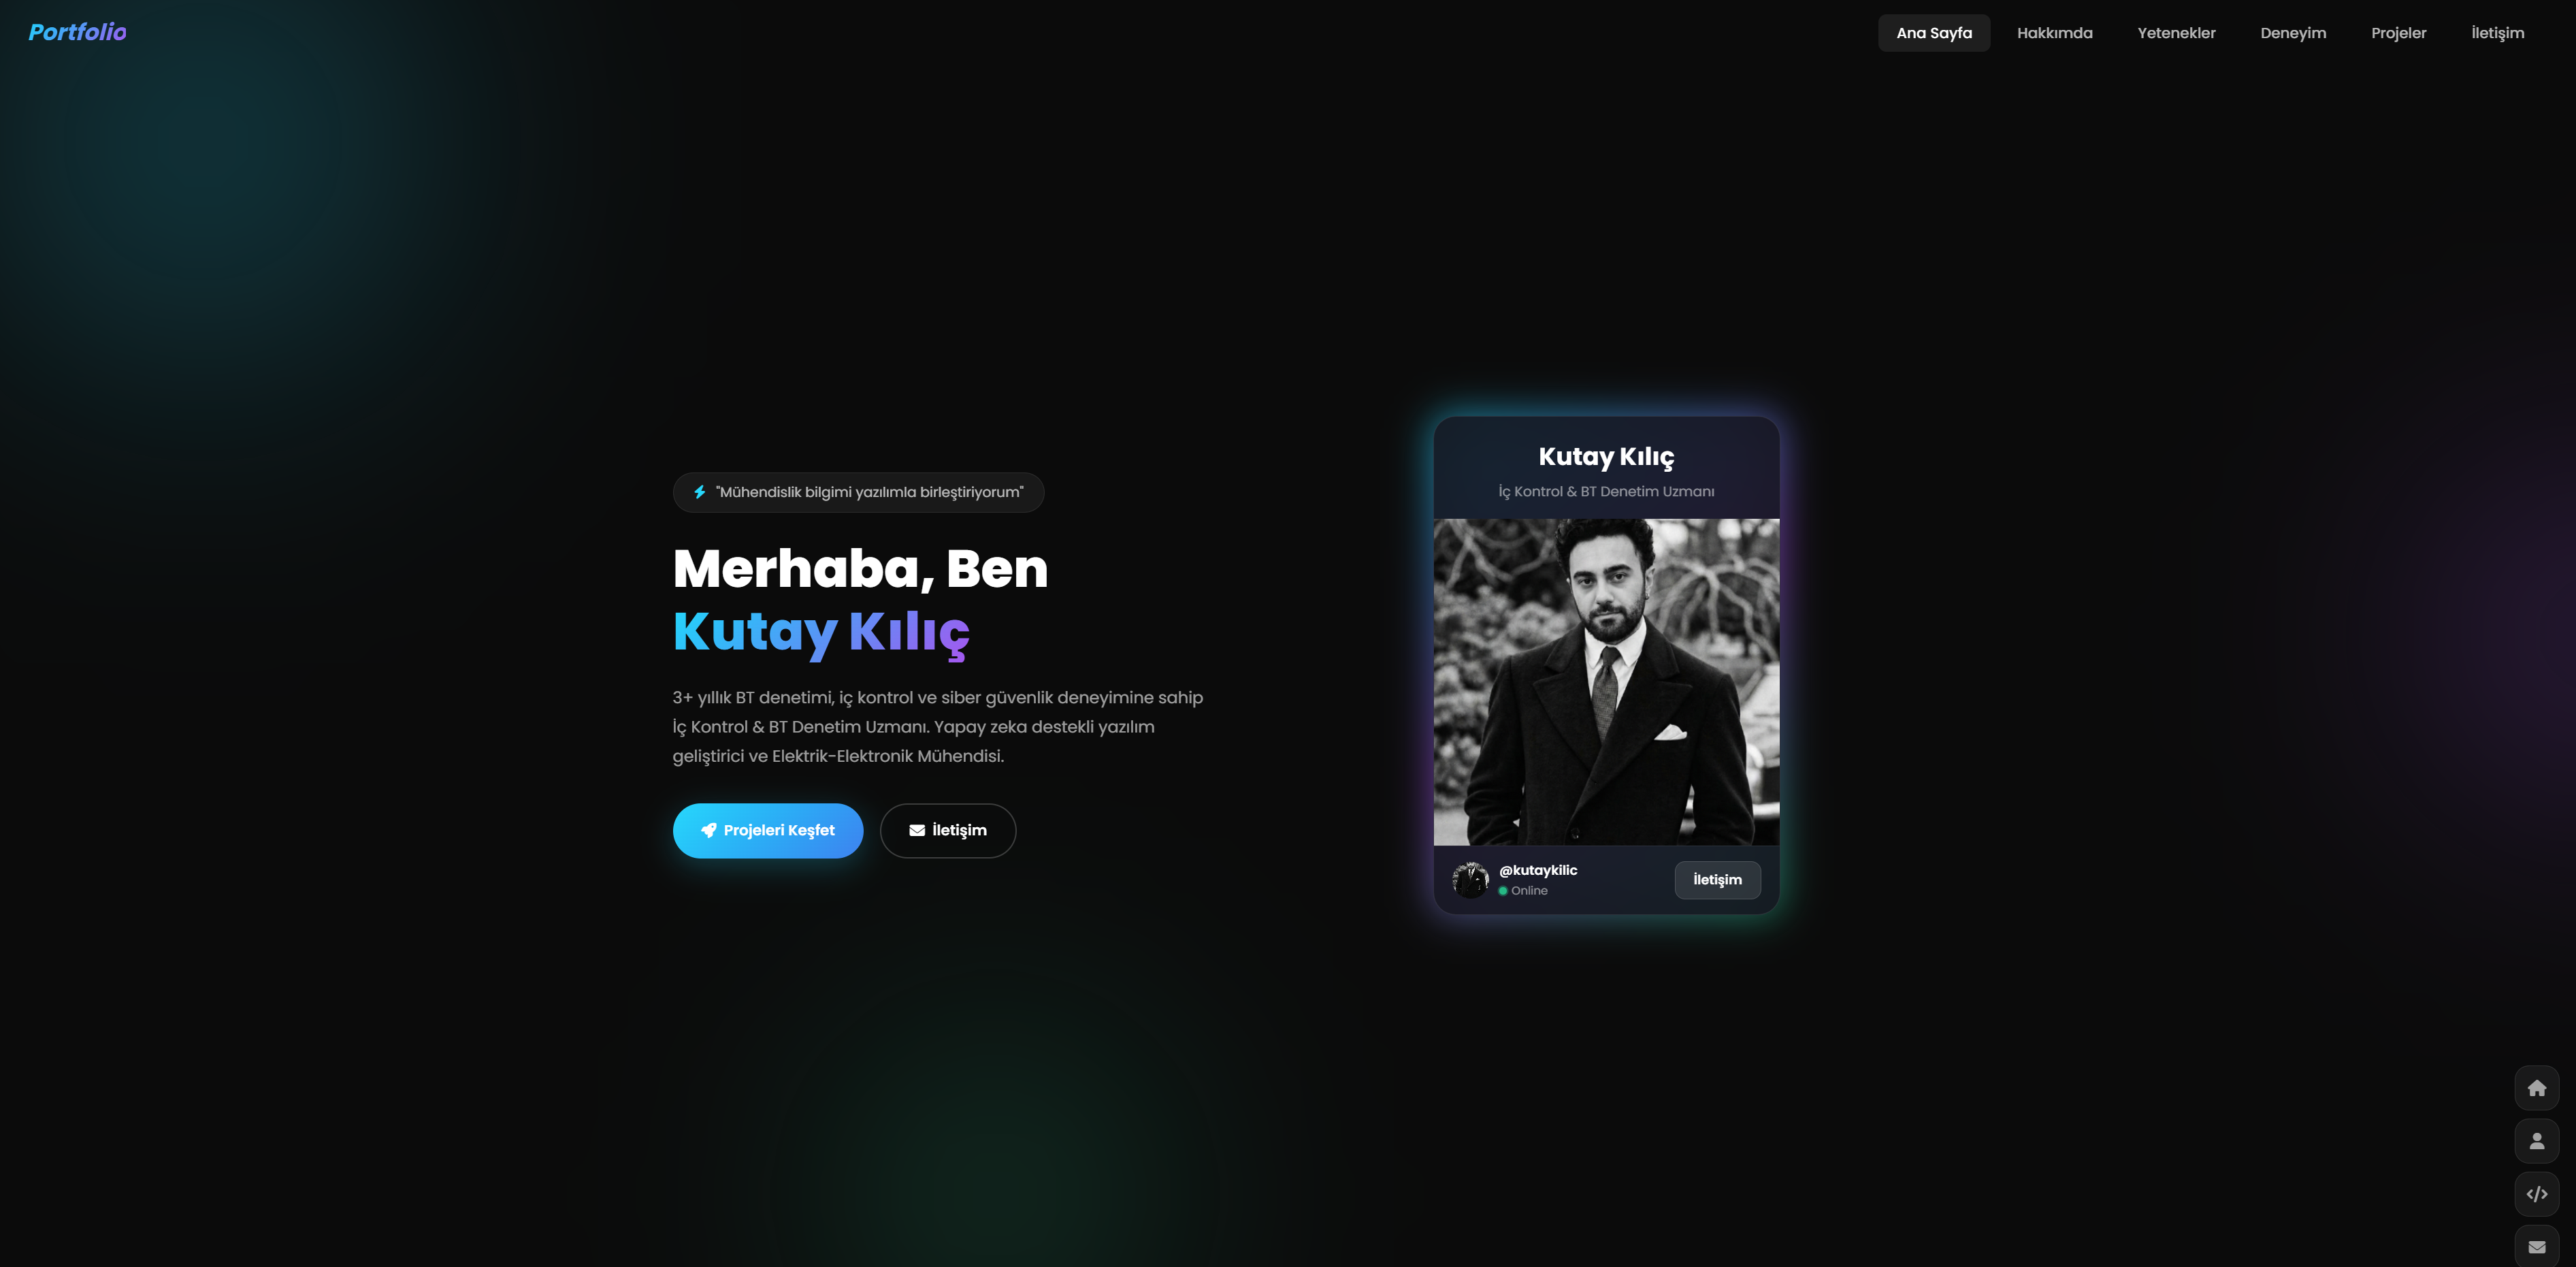 Portfolio
Ana Sayfa
Hakkımda
Yetenekler
Deneyim
Projeler
İletişim
"Mühendislik bilgimi yazılımla birleştiriyorum"
Merhaba, Ben
Kutay Kılıç
3+ yıllık BT denetimi, iç kontrol ve siber güvenlik deneyimine sahip
İç Kontrol & BT Denetim Uzmanı. Yapay zeka destekli yazılım
geliştirici ve Elektrik-Elektronik Mühendisi.
Projeleri Keşfet
İletişim
Kutay Kılıç
İç Kontrol & BT Denetim Uzmanı
@kutaykilic
Online
İletişim